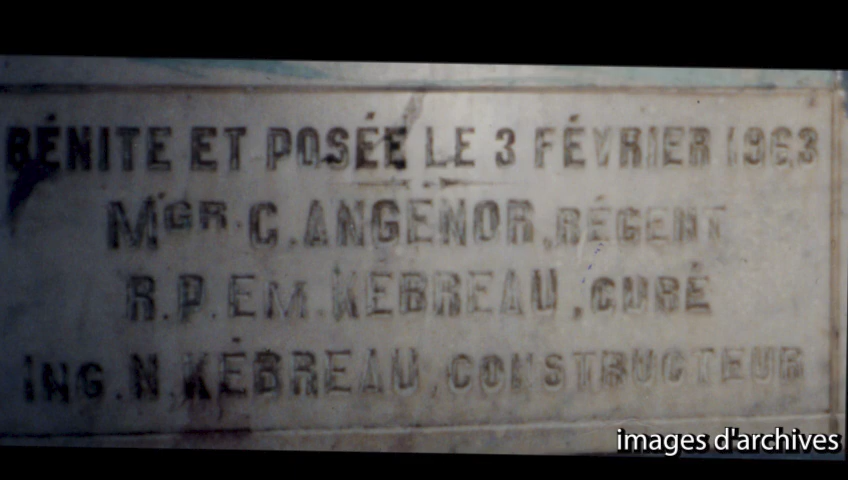 BÉNITE ET POSÉE LE 3 FÉVRIER 1963
MGR. C. ANGENOR, RÉGENT
R.P. EM. KÉBREAU, CURÉ
ING. N. KÉBREAU, CONSTRUCTEUR
images d'archives